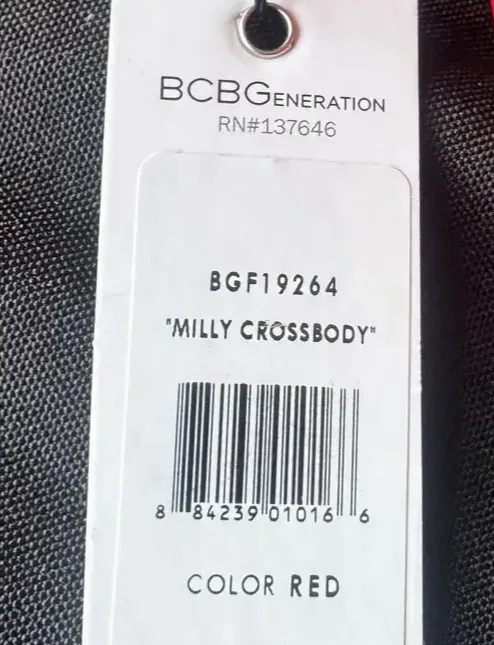 BCBGENERATION
RN#137646
BGF19264
"MILLY CROSSBODY"
8 84239 01016 6
COLOR RED